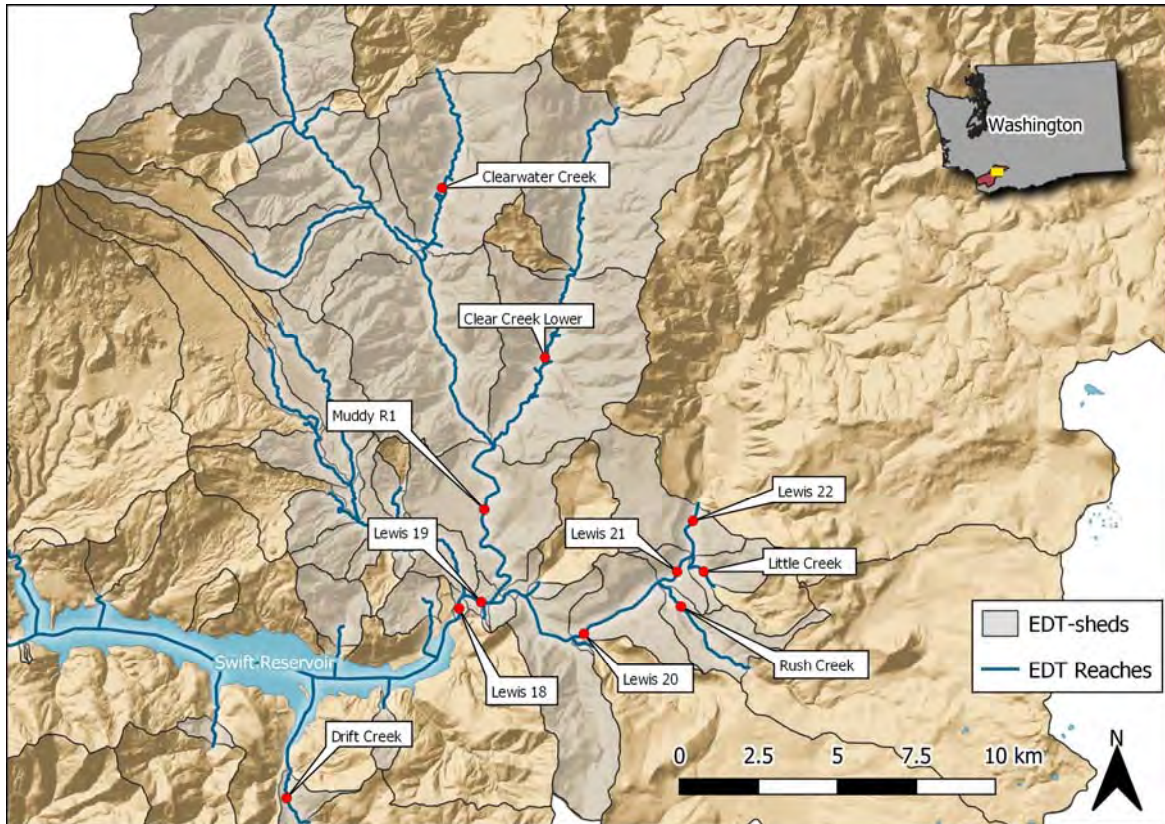 Washington
Clearwater Creek
Clear Creek Lower
Muddy R1
Lewis 22
Lewis 19
Lewis 21
Little Creek
EDT-sheds
EDT Reaches
Swift Reservoir
Rush Creek
Lewis 20
Lewis 18
Drift Creek
0 2.5 5 7.5 10 km
N